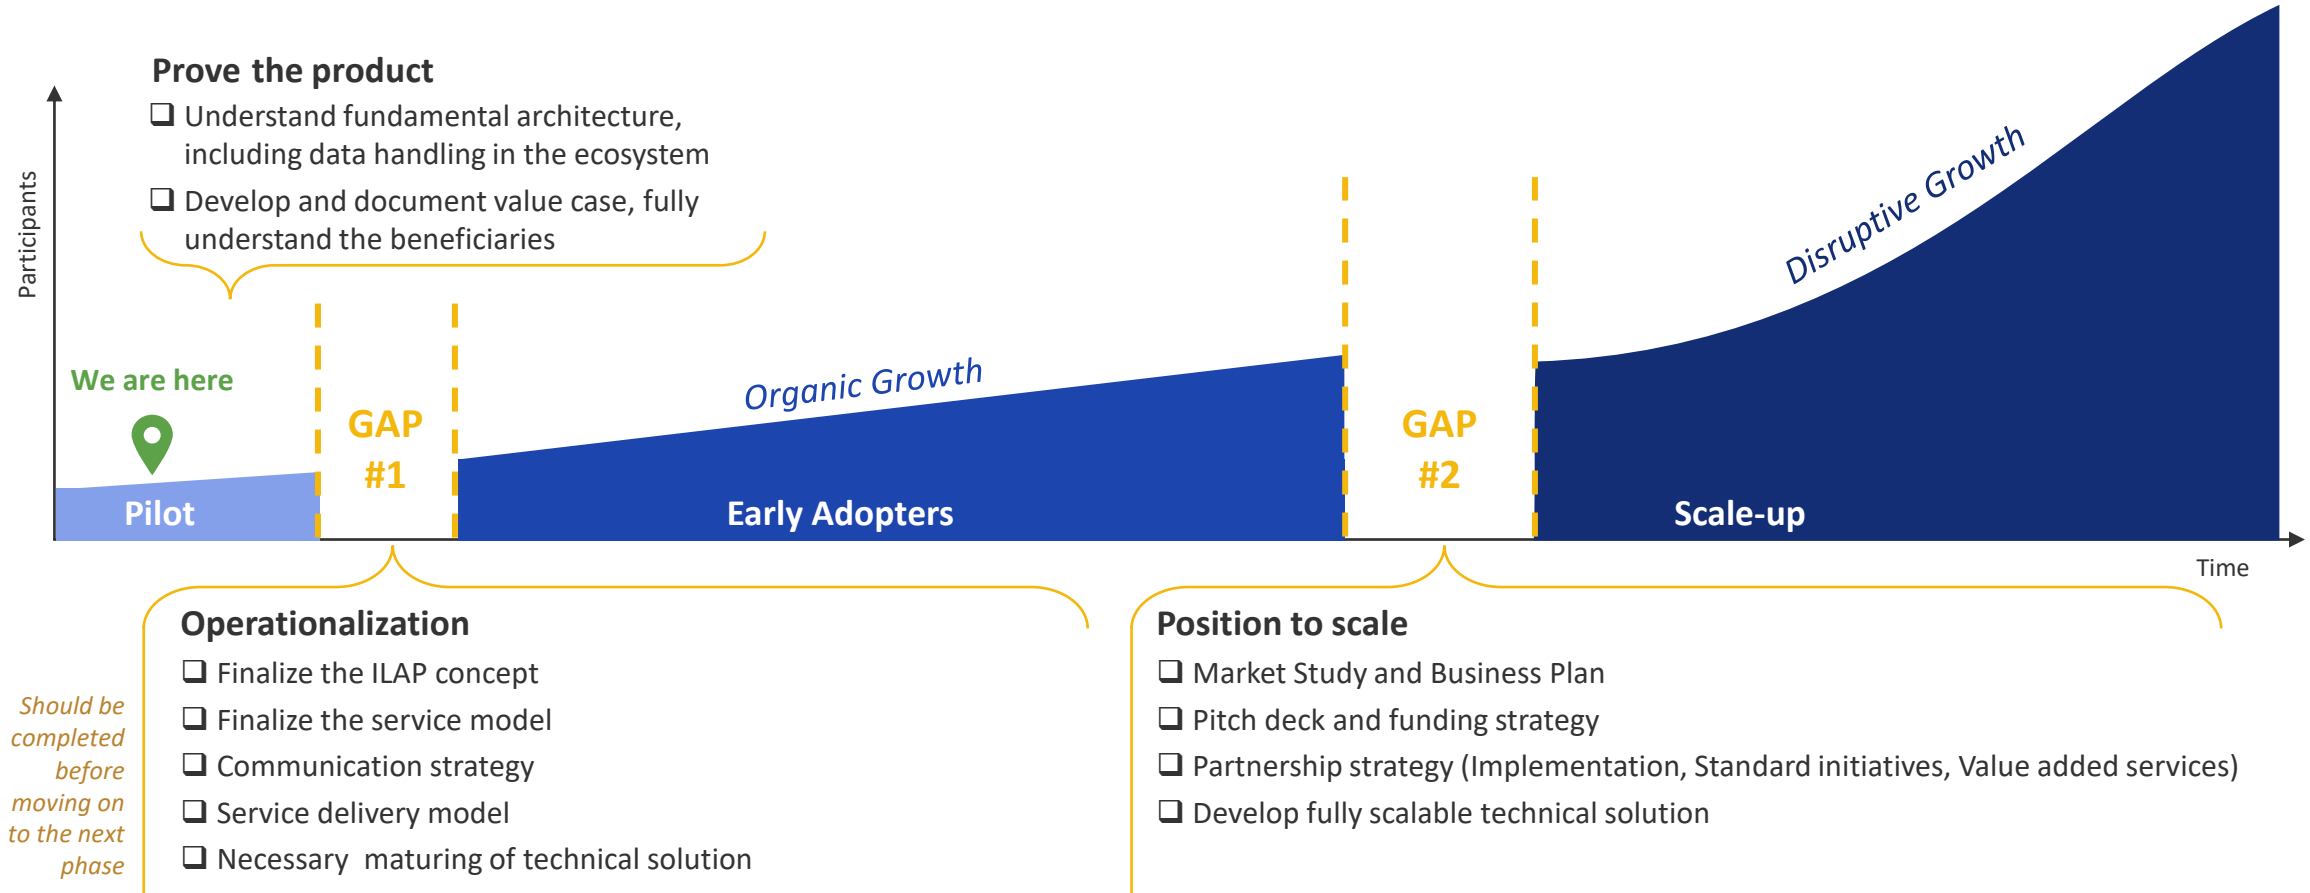 Prove the product
❑ Understand fundamental architecture,
including data handling in the ecosystem
❑ Develop and document value case, fully
understand the beneficiaries
Participants
We are here
Pilot
GAP
#1
Organic Growth
Early Adopters
GAP
#2
Disruptive Growth
Scale-up
Time
Should be
completed
before
moving on
to the next
phase
Operationalization
❑ Finalize the ILAP concept
❑ Finalize the service model
❑ Communication strategy
❑ Service delivery model
❑ Necessary  maturing of technical solution
Position to scale
❑ Market Study and Business Plan
❑ Pitch deck and funding strategy
❑ Partnership strategy (Implementation, Standard initiatives, Value added services)
❑ Develop fully scalable technical solution